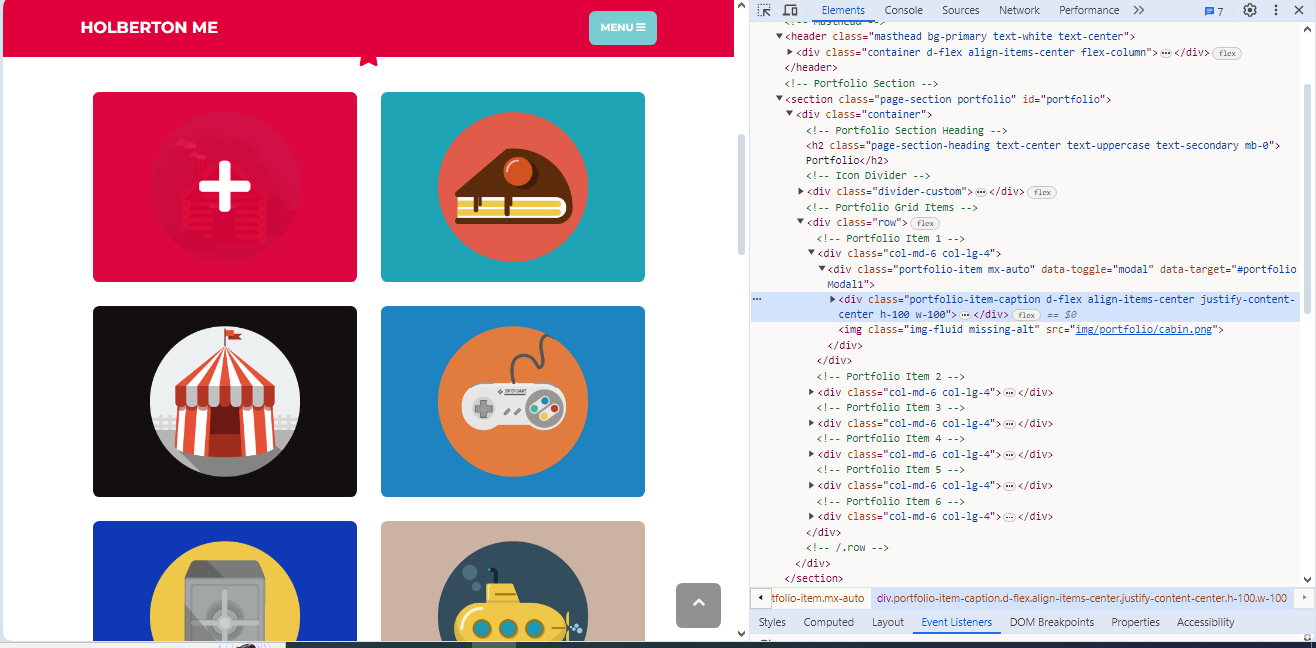 HOLBERTON ME
MENU
Elements Console Sources Network Performance 7
<!-- Masthead -->
<header class="masthead bg-primary text-white text-center">
<div class="container d-flex align-items-center flex-column"> ⋯ </div> flex
</header>
<!-- Portfolio Section -->
<section class="page-section portfolio" id="portfolio">
<div class="container">
<!-- Portfolio Section Heading -->
<h2 class="page-section-heading text-center text-uppercase text-secondary mb-0">
Portfolio</h2>
<!-- Icon Divider -->
<div class="divider-custom"> ⋯ </div> flex
<!-- Portfolio Grid Items -->
<div class="row"> flex
<!-- Portfolio Item 1 -->
<div class="col-md-6 col-lg-4">
<div class="portfolio-item mx-auto" data-toggle="modal" data-target="#portfolio
Modal1">
<div class="portfolio-item-caption d-flex align-items-center justify-content-
center h-100 w-100"> ⋯ </div> flex == $0
<img class="img-fluid missing-alt" src="img/portfolio/cabin.png">
</div>
</div>
<!-- Portfolio Item 2 -->
<div class="col-md-6 col-lg-4"> ⋯ </div>
<!-- Portfolio Item 3 -->
<div class="col-md-6 col-lg-4"> ⋯ </div>
<!-- Portfolio Item 4 -->
<div class="col-md-6 col-lg-4"> ⋯ </div>
<!-- Portfolio Item 5 -->
<div class="col-md-6 col-lg-4"> ⋯ </div>
<!-- Portfolio Item 6 -->
<div class="col-md-6 col-lg-4"> ⋯ </div>
</div>
<!-- /.row -->
</div>
</section>
tfolio-item.mx-auto div.portfolio-item-caption.d-flex.align-items-center.justify-content-center.h-100.w-100
Styles Computed Layout Event Listeners DOM Breakpoints Properties Accessibility